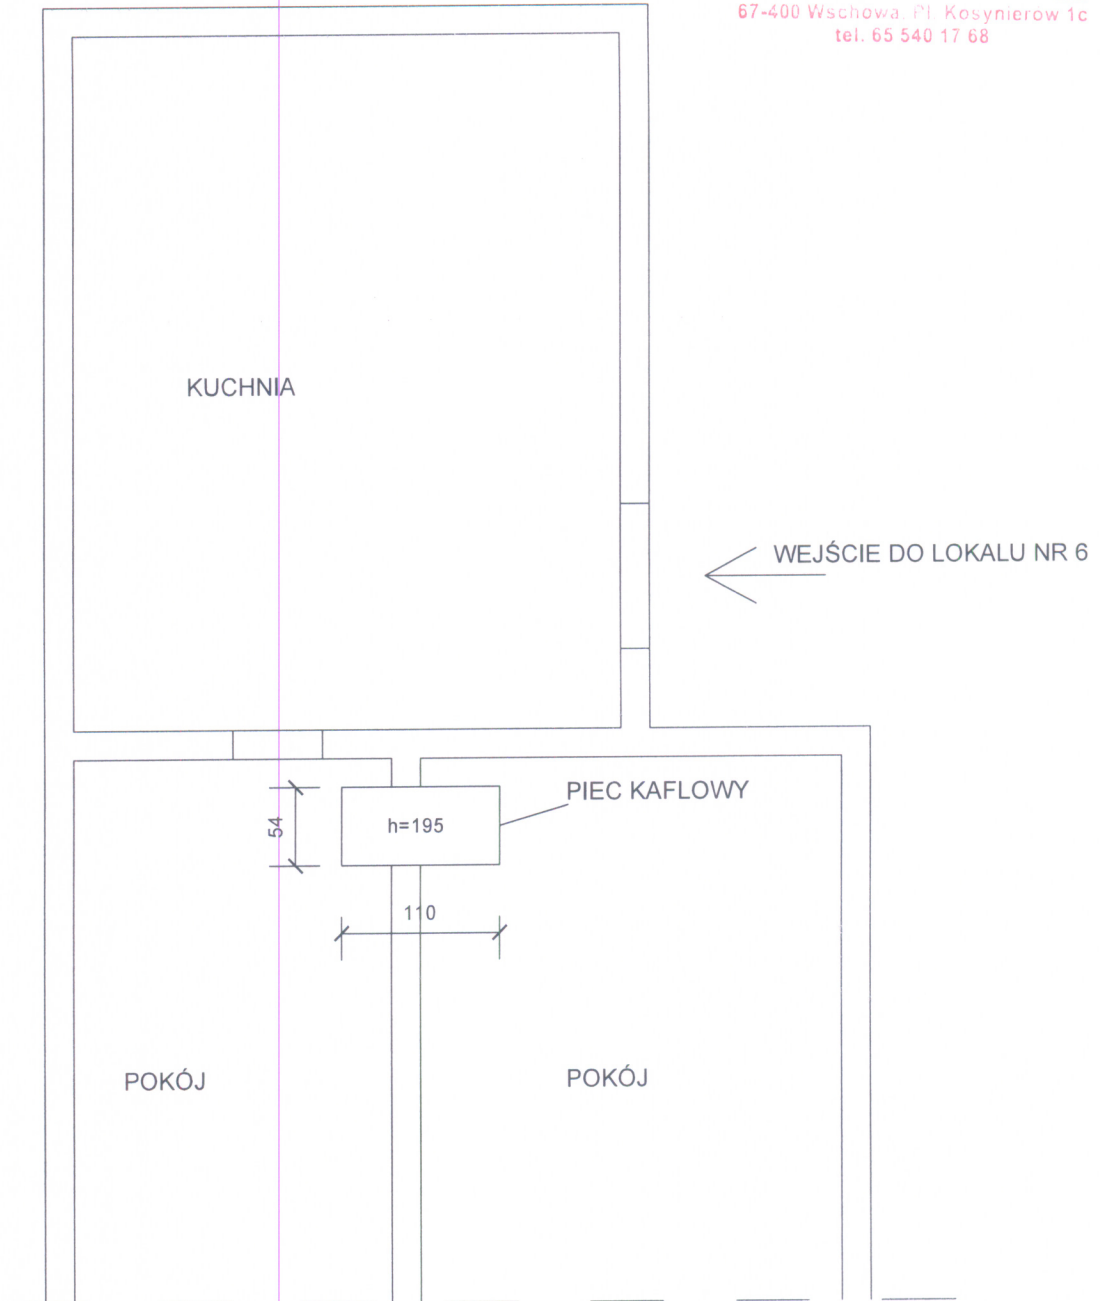 67-400 Wschowa, Pl. Kosynierow 1c
tel. 65 540 17 68
KUCHNIA
WEJŚCIE DO LOKALU NR 6
PIEC KAFLOWY
h=195
54
110
POKÓJ
POKÓJ